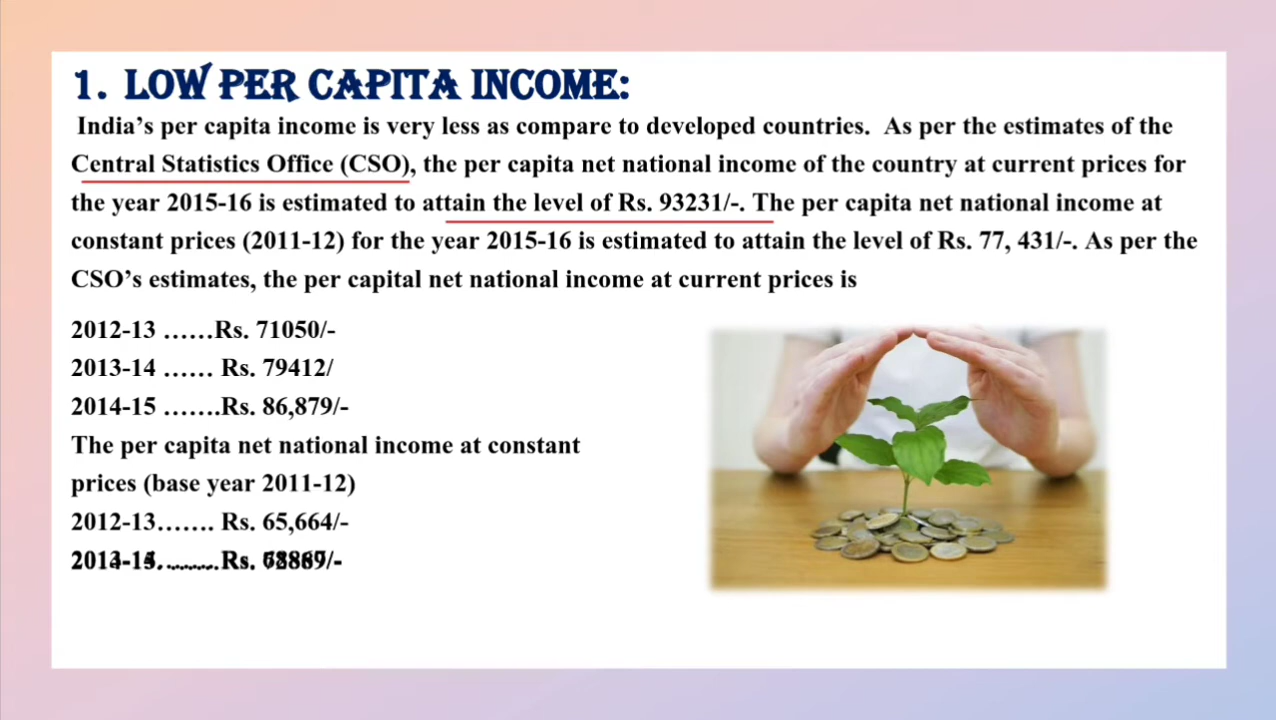 1. LOW PER CAPITA INCOME:
India's per capita income is very less as compare to developed countries. As per the estimates of the
Central Statistics Office (CSO), the per capita net national income of the country at current prices for
the year 2015-16 is estimated to attain the level of Rs. 93231/-. The per capita net national income at
constant prices (2011-12) for the year 2015-16 is estimated to attain the level of Rs. 77, 431/-. As per the
CSO's estimates, the per capital net national income at current prices is
2012-13 ……Rs. 71050/-
2013-14 …… Rs. 79412/
2014-15 …….Rs. 86,879/-
The per capita net national income at constant
prices (base year 2011-12)
2012-13……. Rs. 65,664/-
Rs.